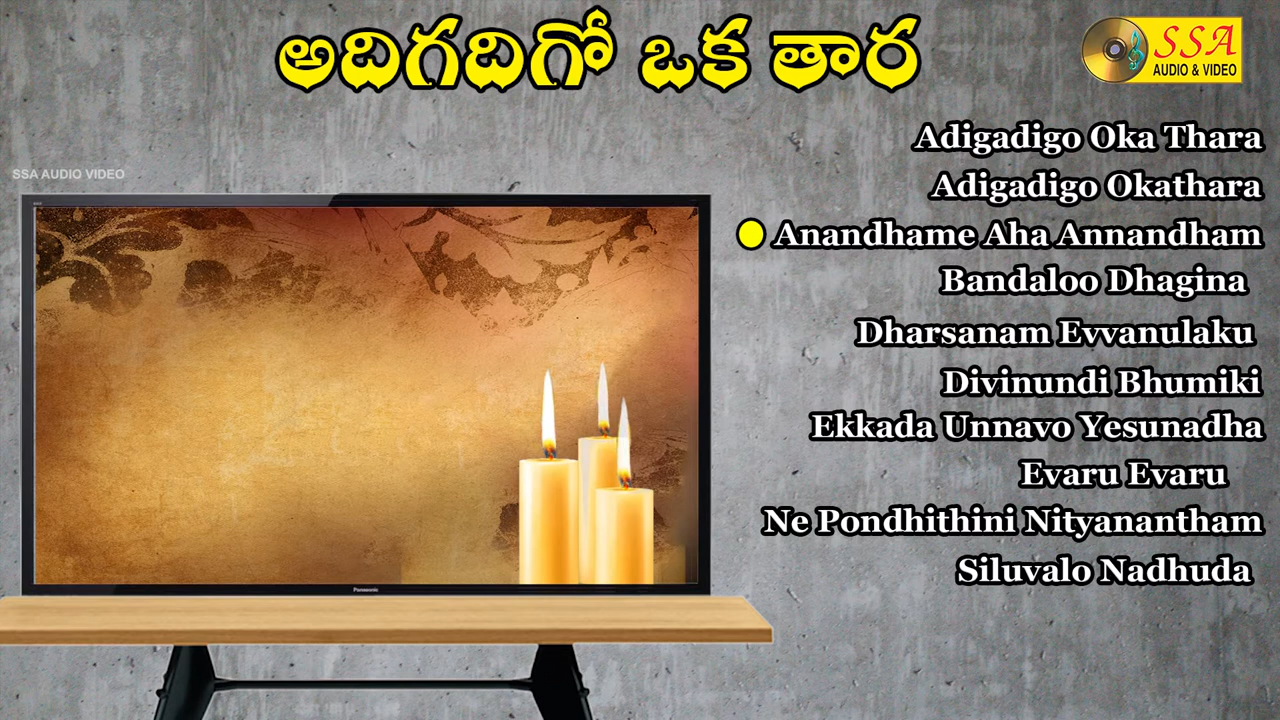 అదిగదిగో ఒక తార
SSA
AUDIO & VIDEO
SSA AUDIO VIDEO
Adigadigo Oka Thara
Adigadigo Okathara
Anandhame Aha Annandham
Bandaloo Dhagina
Dharsanam Evvanulaku
Divinundi Bhumiki
Ekkada Unnavo Yesunadha
Evaru Evaru
Ne Pondhithini Nityanantham
Siluvalo Nadhuda
Panasonic